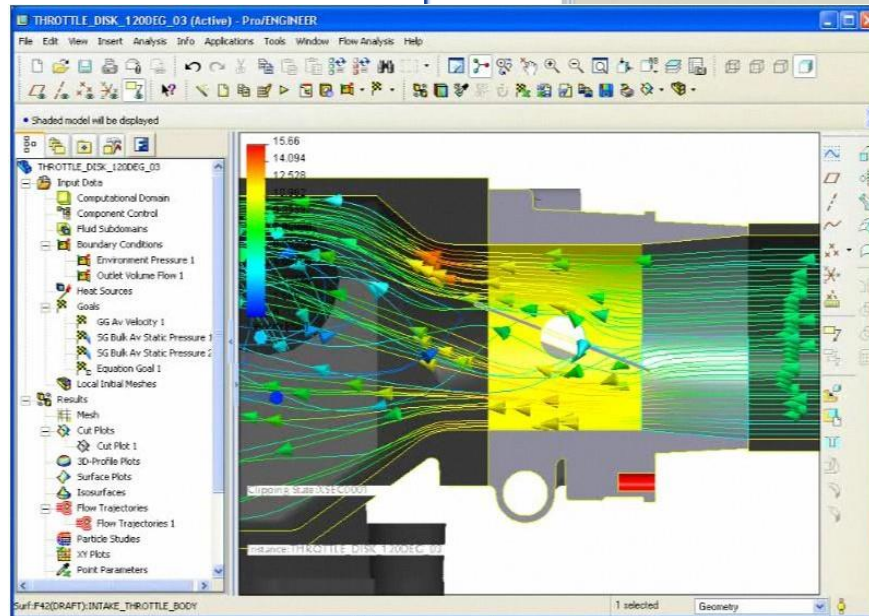 THROTTLE_DISK_120DEG_03 (Active) - Pro/ENGINEER
File Edit View Insert Analysis Info Applications Tools Window Flow Analysis Help
• Shaded model will be displayed
THROTTLE_DISK_120DEG_03
Input Data
Computational Domain
Component Control
Fluid Subdomains
Boundary Conditions
Environment Pressure 1
Outlet Volume Flow 1
Heat Sources
Goals
GG Av Velocity 1
SG Bulk Av Static Pressure 1
SG Bulk Av Static Pressure 2
Equation Goal 1
Local Initial Meshes
Results
Mesh
Cut Plots
Cut Plot 1
3D-Profile Plots
Surface Plots
Isosurfaces
Flow Trajectories
Flow Trajectories 1
Particle Studies
XY Plots
Point Parameters
15.66
14.094
12.528
Clipping State:XSEC0001
nstance:THROTTLE_DISK_120DEG_03
Surf:F42(DRAFT):INTAKE_THROTTLE_BODY
1 selected
Geometry